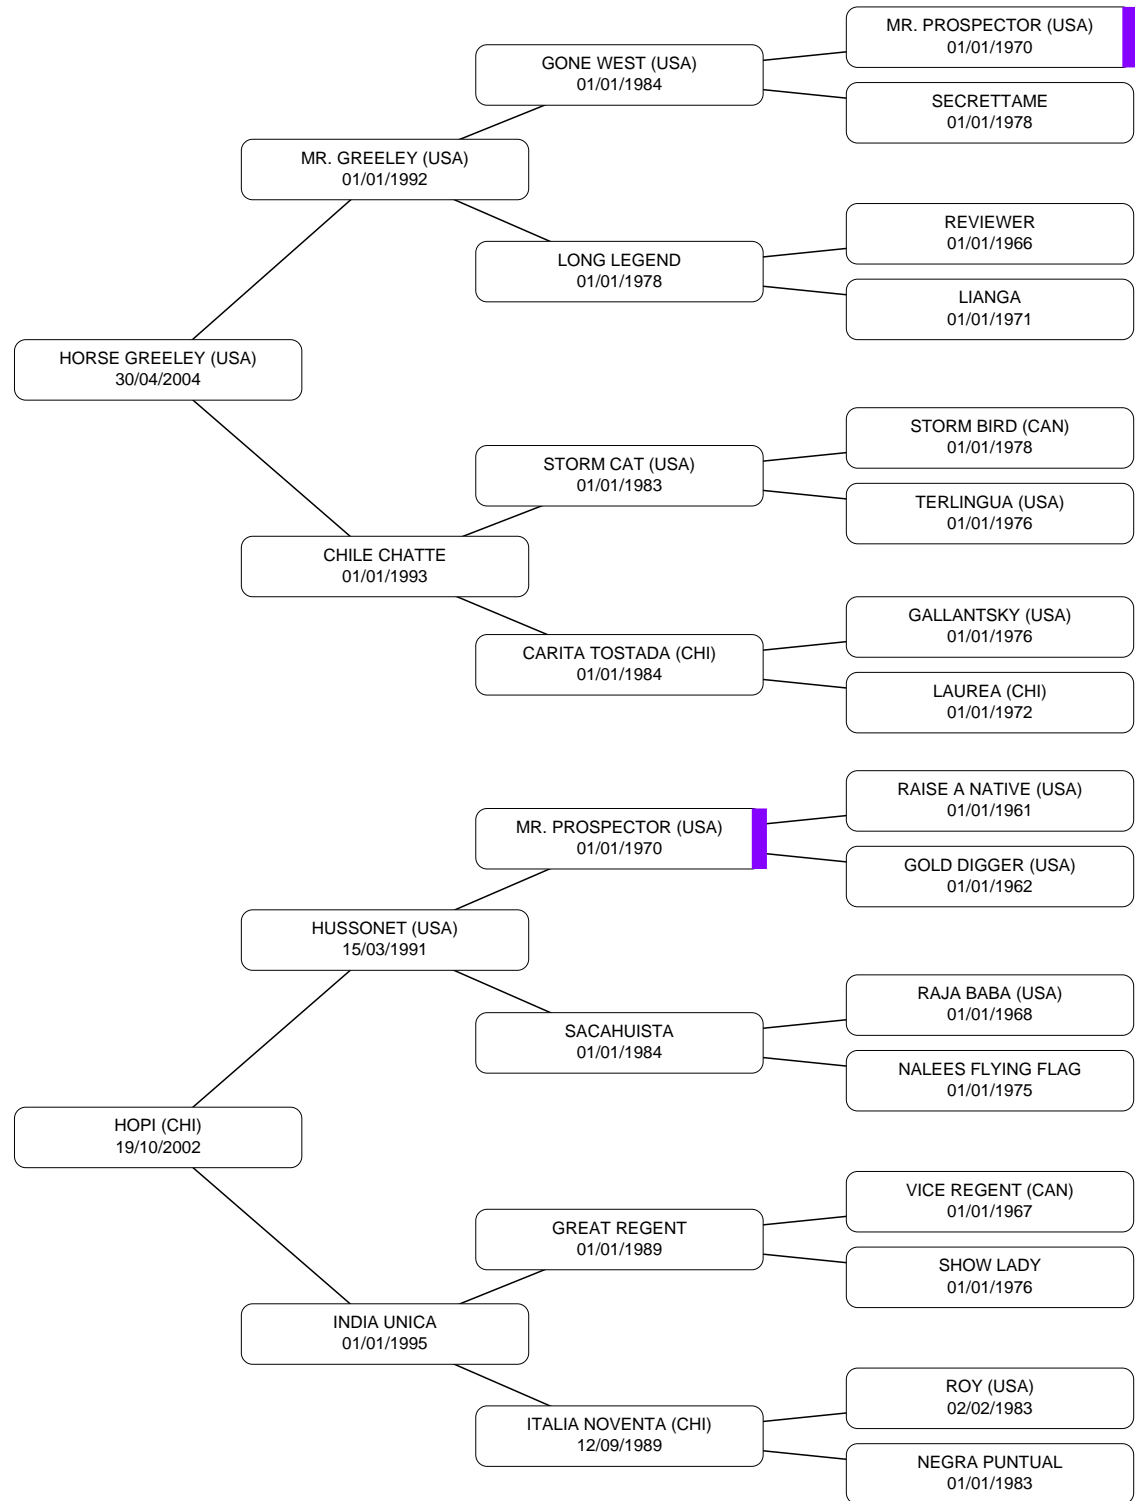 MR. PROSPECTOR (USA)
01/01/1970
GONE WEST (USA)
01/01/1984
SECRETTAME
01/01/1978
MR. GREELEY (USA)
01/01/1992
REVIEWER
01/01/1966
LONG LEGEND
01/01/1978
LIANGA
01/01/1971
HORSE GREELEY (USA)
30/04/2004
STORM BIRD (CAN)
01/01/1978
STORM CAT (USA)
01/01/1983
TERLINGUA (USA)
01/01/1976
CHILE CHATTE
01/01/1993
GALLANTSKY (USA)
01/01/1976
CARITA TOSTADA (CHI)
01/01/1984
LAUREA (CHI)
01/01/1972
RAISE A NATIVE (USA)
01/01/1961
MR. PROSPECTOR (USA)
01/01/1970
GOLD DIGGER (USA)
01/01/1962
HUSSONET (USA)
15/03/1991
RAJA BABA (USA)
01/01/1968
SACAHUISTA
01/01/1984
NALEES FLYING FLAG
01/01/1975
HOPI (CHI)
19/10/2002
VICE REGENT (CAN)
01/01/1967
GREAT REGENT
01/01/1989
SHOW LADY
01/01/1976
INDIA UNICA
01/01/1995
ROY (USA)
02/02/1983
ITALIA NOVENTA (CHI)
12/09/1989
NEGRA PUNTUAL
01/01/1983